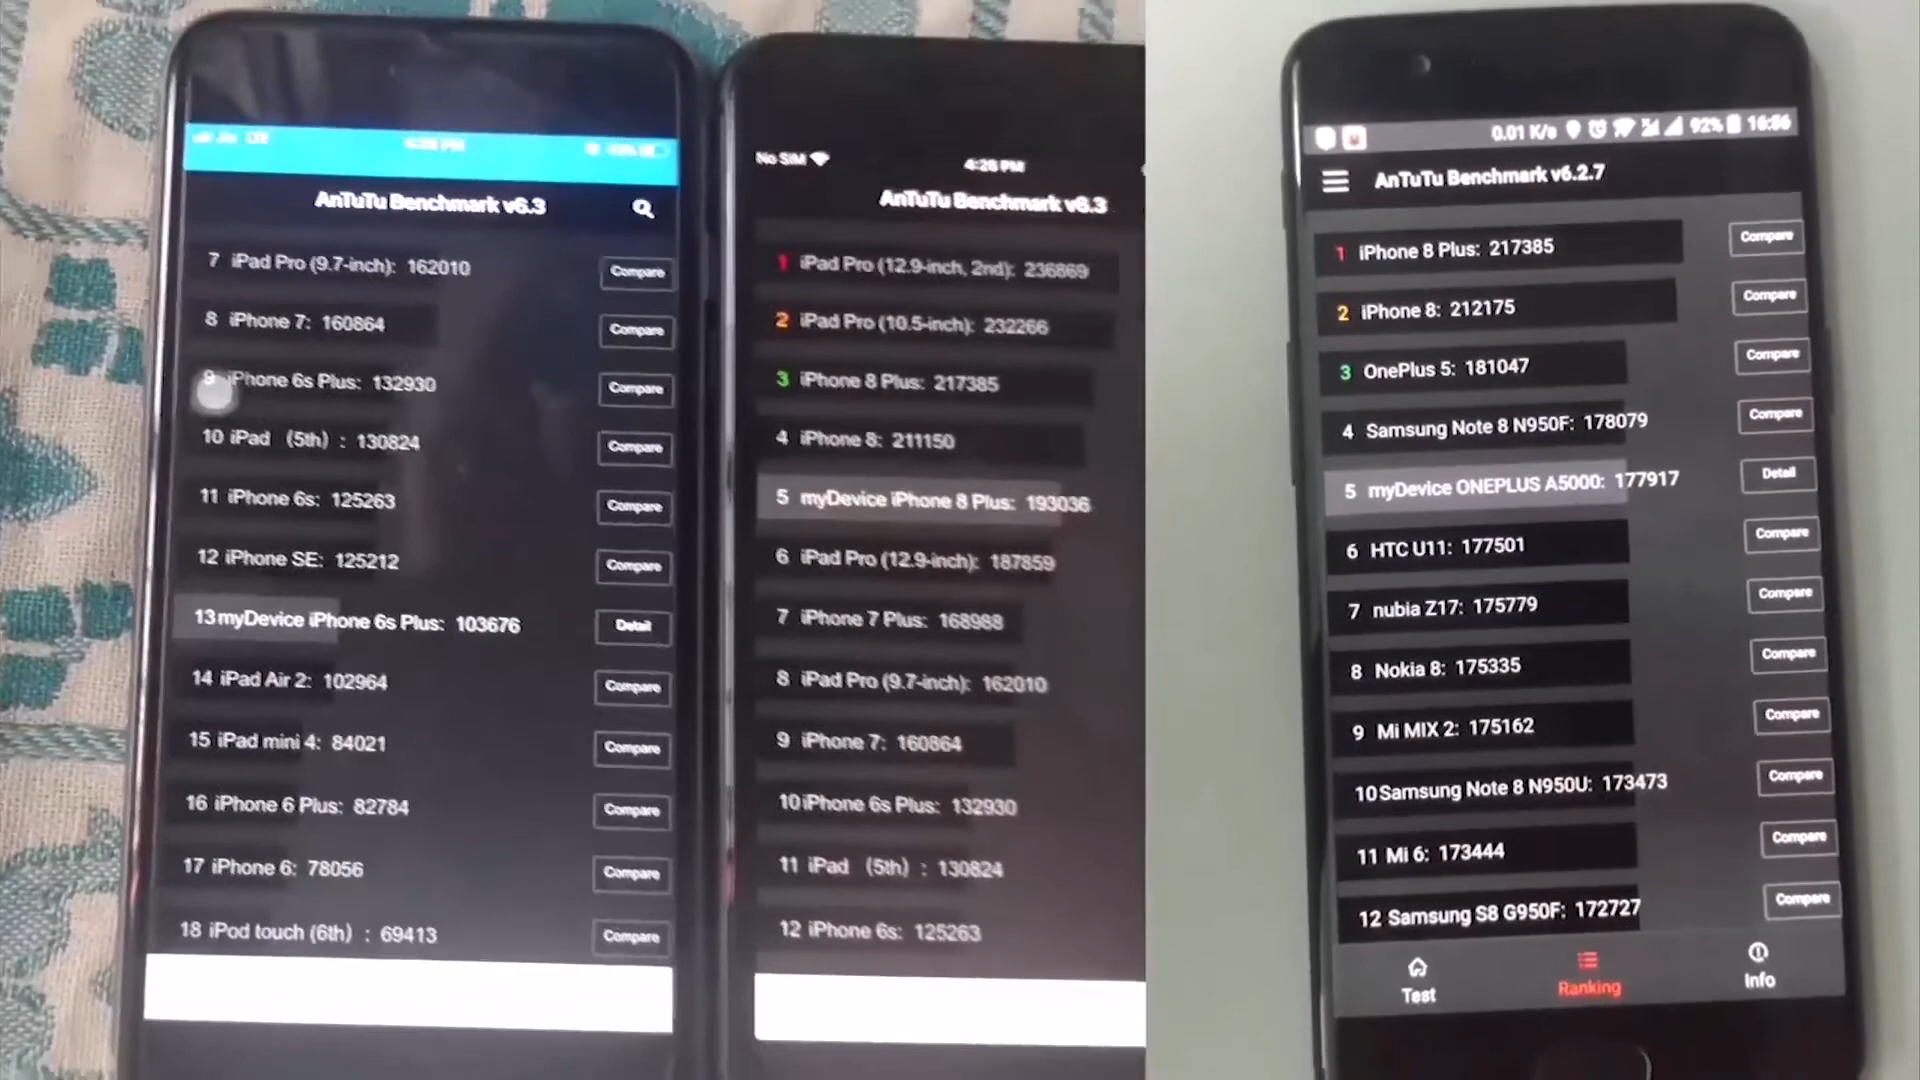 LTE
AnTuTu Benchmark v6.3
7 iPad Pro (9.7-inch): 162010 Compare
8 iPhone 7: 160864 Compare
9 iPhone 6s Plus: 132930 Compare
10 iPad (5th) : 130824 Compare
11 iPhone 6s: 125263 Compare
12 iPhone SE: 125212 Compare
13 myDevice iPhone 6s Plus: 103676 Detail
14 iPad Air 2: 102964 Compare
15 iPad mini 4: 84021 Compare
16 iPhone 6 Plus: 82784 Compare
17 iPhone 6: 78056 Compare
18 iPod touch (6th) : 69413 Compare
No SIM 4:26 PM
AnTuTu Benchmark v6.3
1 iPad Pro (12.9-inch, 2nd): 236869
2 iPad Pro (10.5-inch): 232266
3 iPhone 8 Plus: 217385
4 iPhone 8: 211150
5 myDevice iPhone 8 Plus: 193036
6 iPad Pro (12.9-inch): 187859
7 iPhone 7 Plus: 168988
8 iPad Pro (9.7-inch): 162010
9 iPhone 7: 160864
10 iPhone 6s Plus: 132930
11 iPad (5th) : 130824
12 iPhone 6s: 125263
0.01 K/s 92% 16:56
AnTuTu Benchmark v6.2.7
1 iPhone 8 Plus: 217385 Compare
2 iPhone 8: 212175 Compare
3 OnePlus 5: 181047 Compare
4 Samsung Note 8 N950F: 178079 Compare
5 myDevice ONEPLUS A5000: 177917 Detail
6 HTC U11: 177501 Compare
7 nubia Z17: 175779 Compare
8 Nokia 8: 175335 Compare
9 Mi MIX 2: 175162 Compare
10 Samsung Note 8 N950U: 173473 Compare
11 Mi 6: 173444 Compare
12 Samsung S8 G950F: 172727 Compare
Test Ranking Info